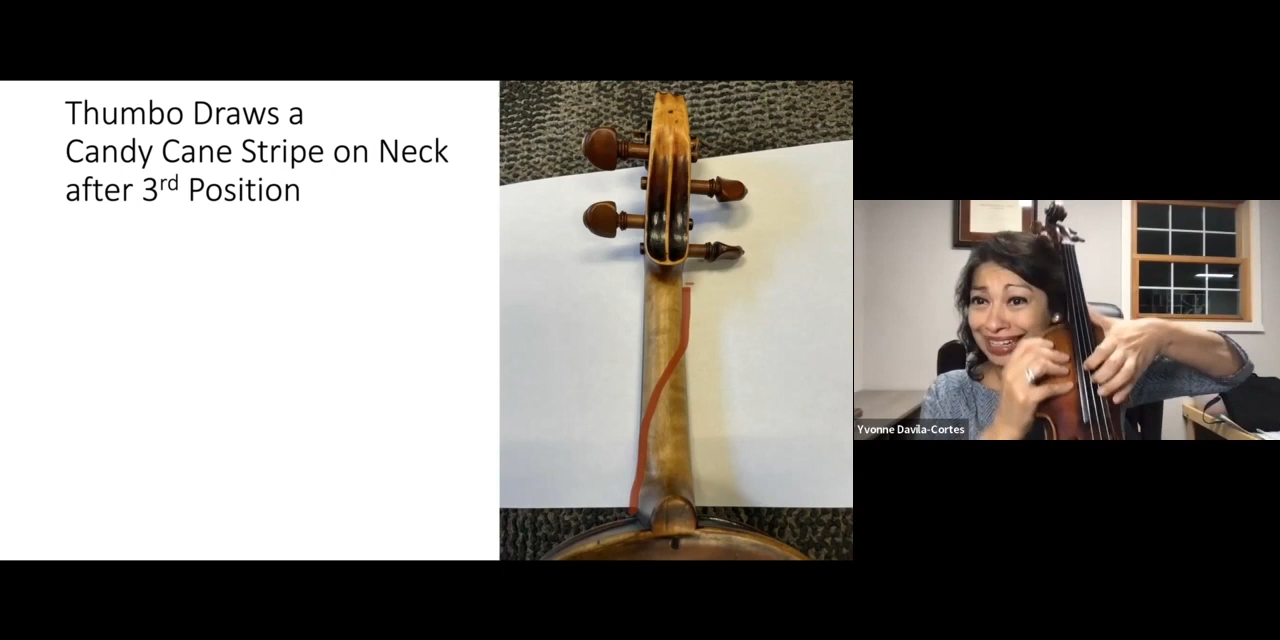 Thumbo Draws a
Candy Cane Stripe on Neck
after 3rd Position
Yvonne Davila-Cortes